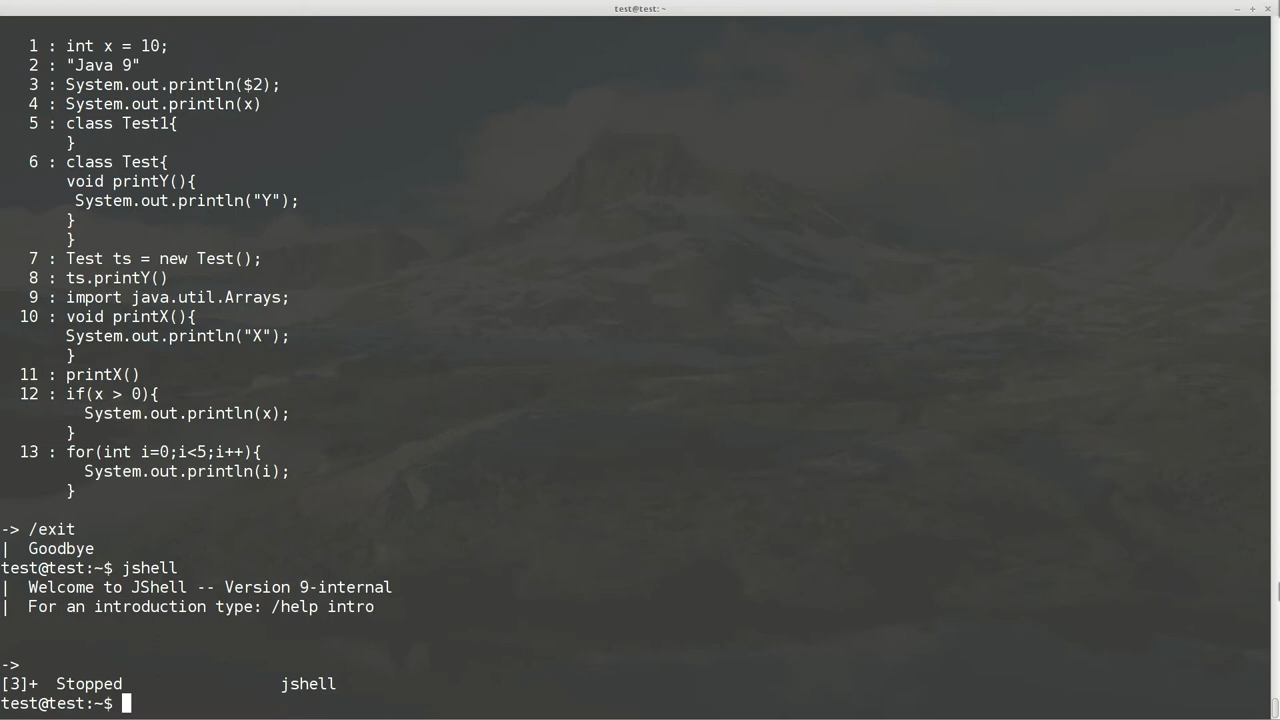 test@test: ~
1 : int x = 10;
2 : "Java 9"
3 : System.out.println($2);
4 : System.out.println(x)
5 : class Test1{
}
6 : class Test{
void printY(){
System.out.println("Y");
}
}
7 : Test ts = new Test();
8 : ts.printY()
9 : import java.util.Arrays;
10 : void printX(){
System.out.println("X");
}
11 : printX()
12 : if(x > 0){
System.out.println(x);
}
13 : for(int i=0;i<5;i++){
System.out.println(i);
}
-> /exit
| Goodbye
test@test:~$ jshell
| Welcome to JShell -- Version 9-internal
| For an introduction type: /help intro
->
[3]+ Stopped jshell
test@test:~$